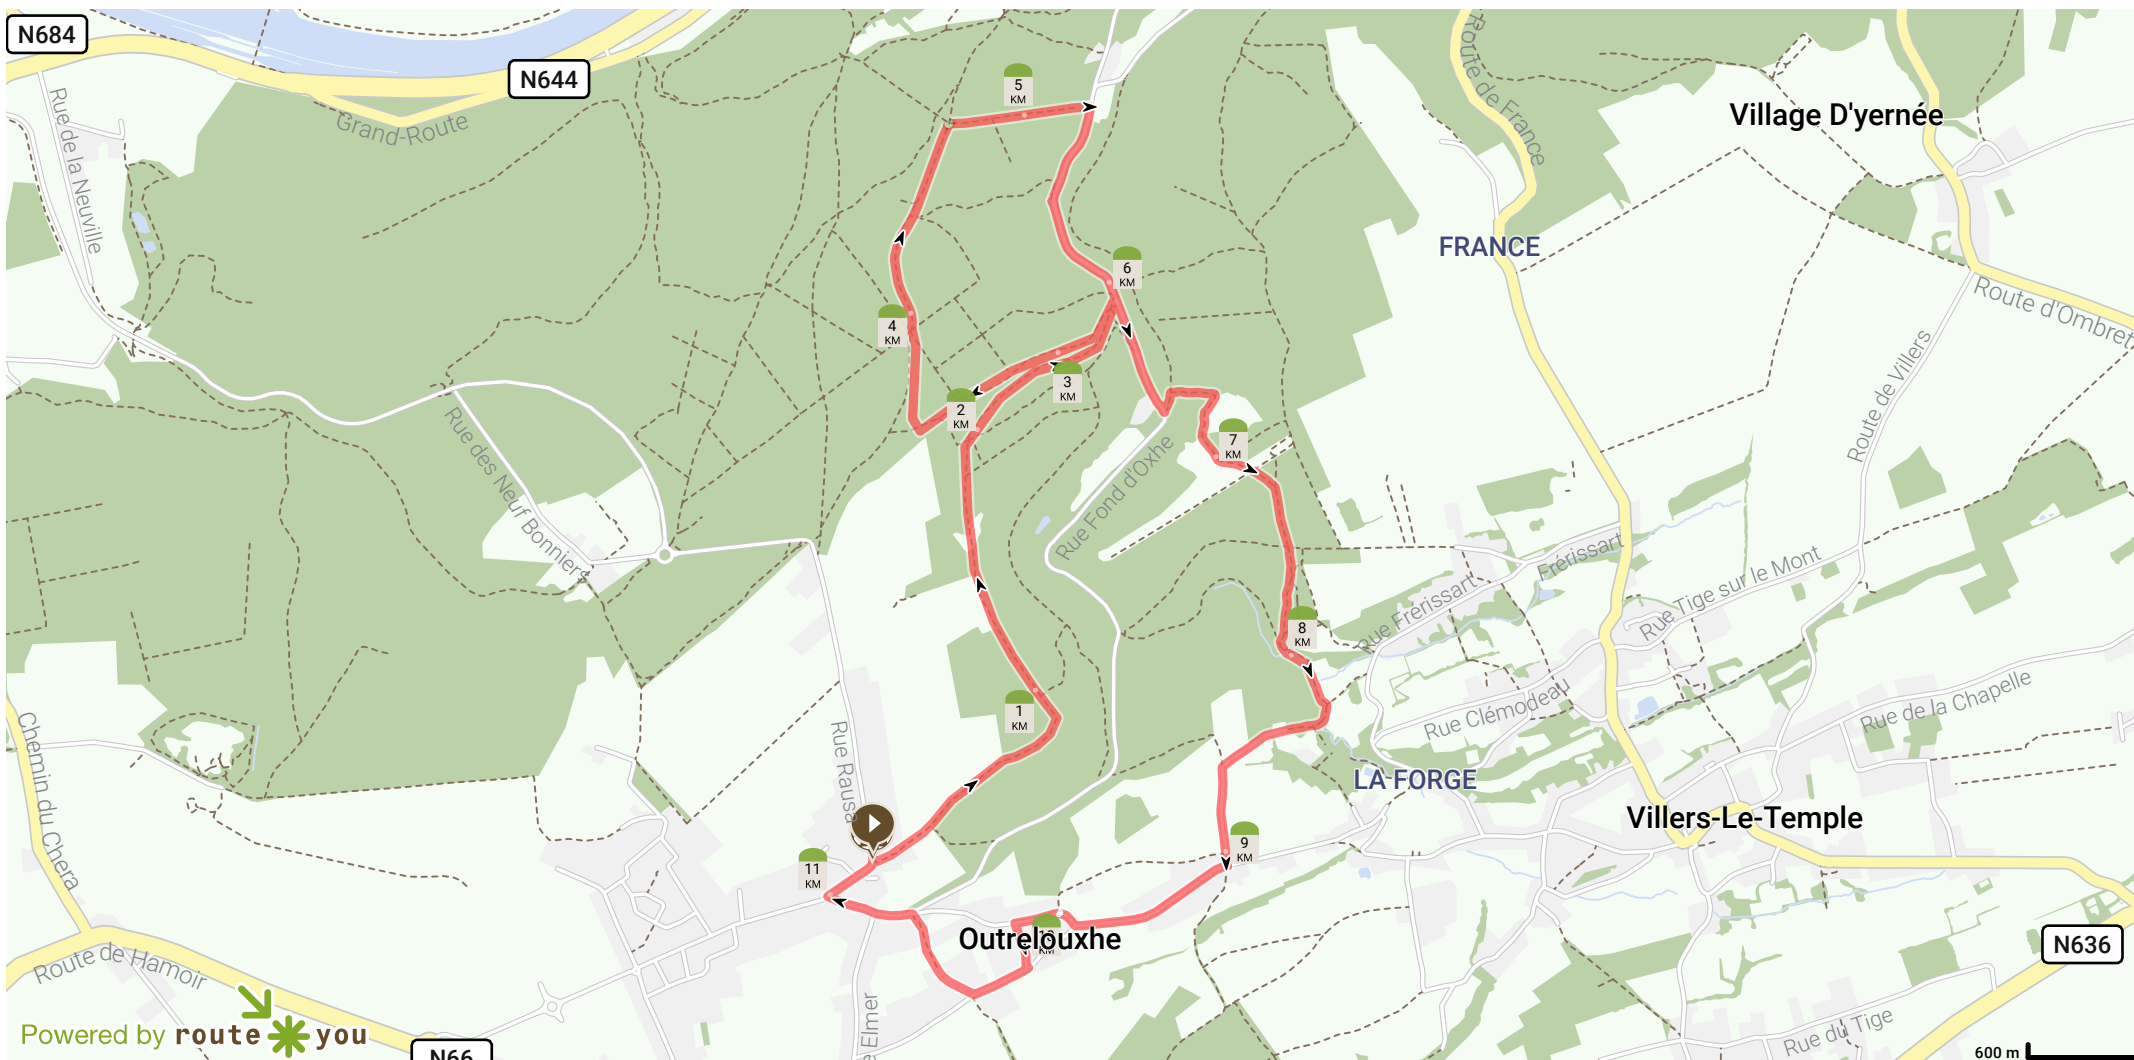 N684
N644
Grand-Route
Rue de la Neuville
Route de France
Village D'yernée
FRANCE
Route d'Ombret
Route de Villers
5
KM
6
KM
4
KM
3
KM
2
KM
7
KM
Rue des Neuf Bonniers
Rue Fond d'Oxhe
Frérissart
Rue Frérissart
Rue Tige sur le Mont
8
KM
1
KM
Rue Clémodeau
Rue de la Chapelle
Rue Rausa
Chemin du Chera
LA FORGE
Villers-Le-Temple
9
KM
11
KM
Outrelouxhe
10
KM
Route de Hamoir
N636
e Elmer
Rue du Tige
Powered by route you
N66
600 m